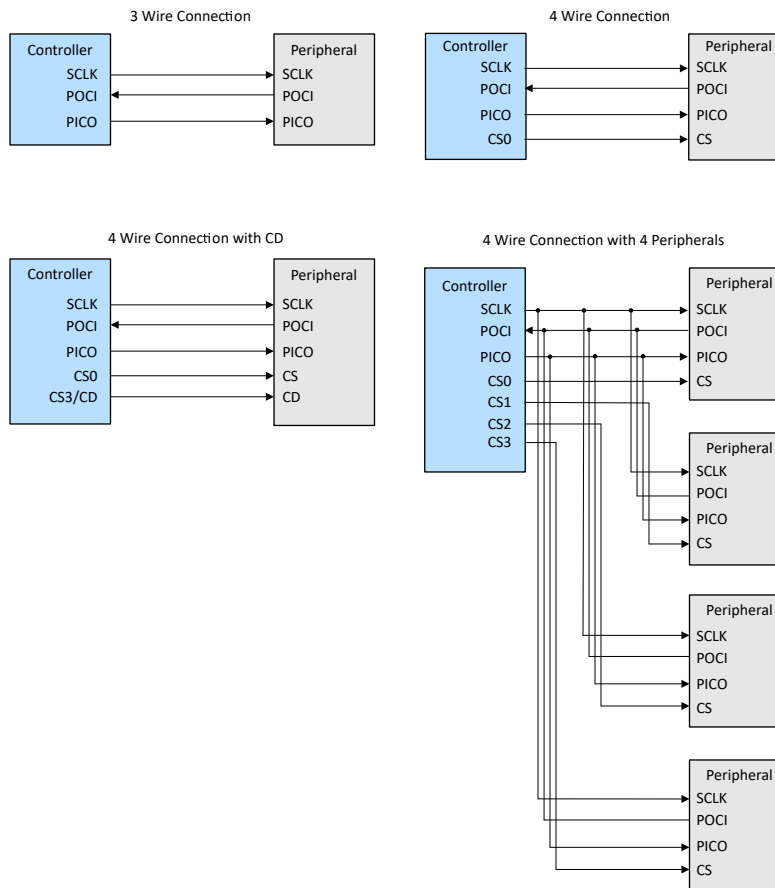 3 Wire Connection
Controller
SCLK
POCI
PICO
Peripheral
SCLK
POCI
PICO
4 Wire Connection
Controller
SCLK
POCI
PICO
CS0
Peripheral
SCLK
POCI
PICO
CS
4 Wire Connection with CD
Controller
SCLK
POCI
PICO
CS0
CS3/CD
Peripheral
SCLK
POCI
PICO
CS
CD
4 Wire Connection with 4 Peripherals
Controller
SCLK
POCI
PICO
CS0
CS1
CS2
CS3
Peripheral
SCLK
POCI
PICO
CS
Peripheral
SCLK
POCI
PICO
CS
Peripheral
SCLK
POCI
PICO
CS
Peripheral
SCLK
POCI
PICO
CS